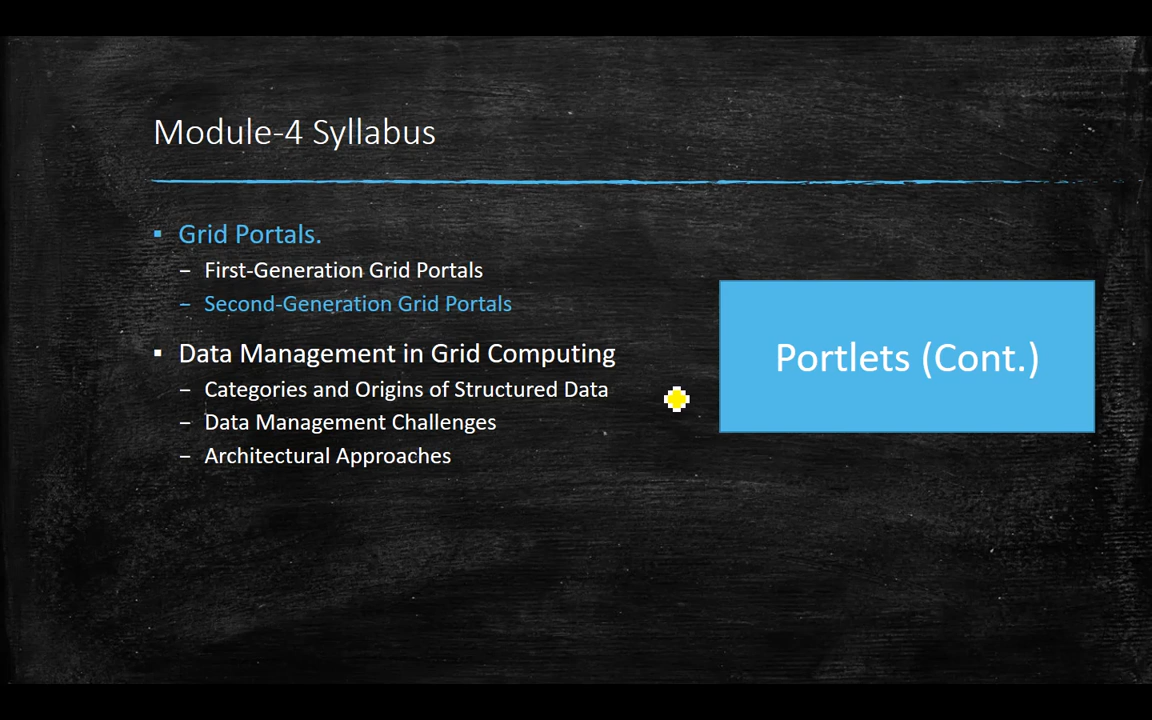 Module-4 Syllabus
▪ Grid Portals.
– First-Generation Grid Portals
– Second-Generation Grid Portals
▪ Data Management in Grid Computing
– Categories and Origins of Structured Data
– Data Management Challenges
– Architectural Approaches
Portlets (Cont.)